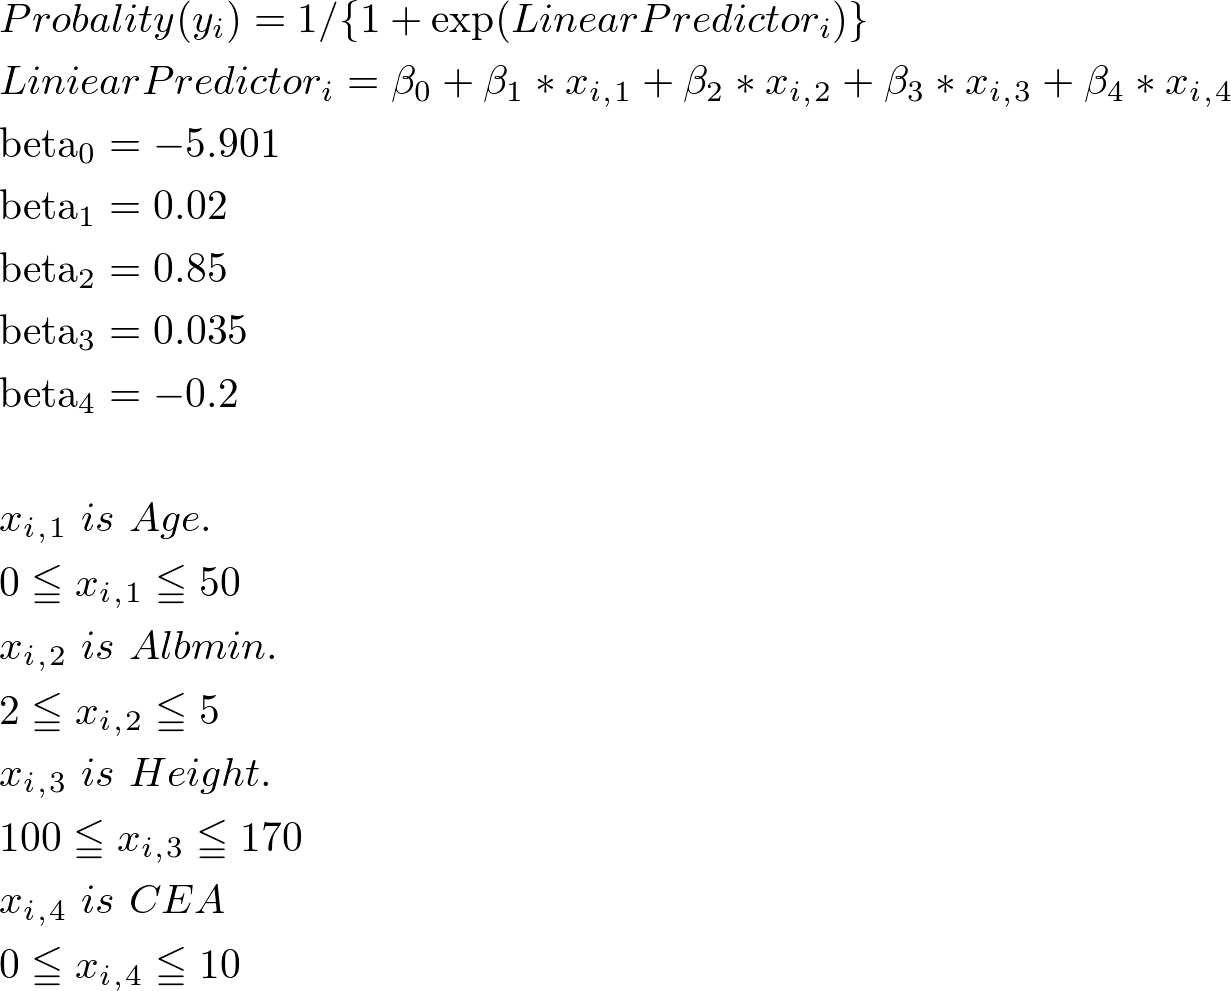 Probality(y_i) = 1/{1 + exp(LinearPredictor_i)}
LiniearPredictor_i = β_0 + β_1 * x_{i,1} + β_2 * x_{i,2} + β_3 * x_{i,3} + β_4 * x_{i,4}
beta_0 = −5.901
beta_1 = 0.02
beta_2 = 0.85
beta_3 = 0.035
beta_4 = −0.2
x_{i,1} is Age.
0 ≦ x_{i,1} ≦ 50
x_{i,2} is Albmin.
2 ≦ x_{i,2} ≦ 5
x_{i,3} is Height.
100 ≦ x_{i,3} ≦ 170
x_{i,4} is CEA
0 ≦ x_{i,4} ≦ 10